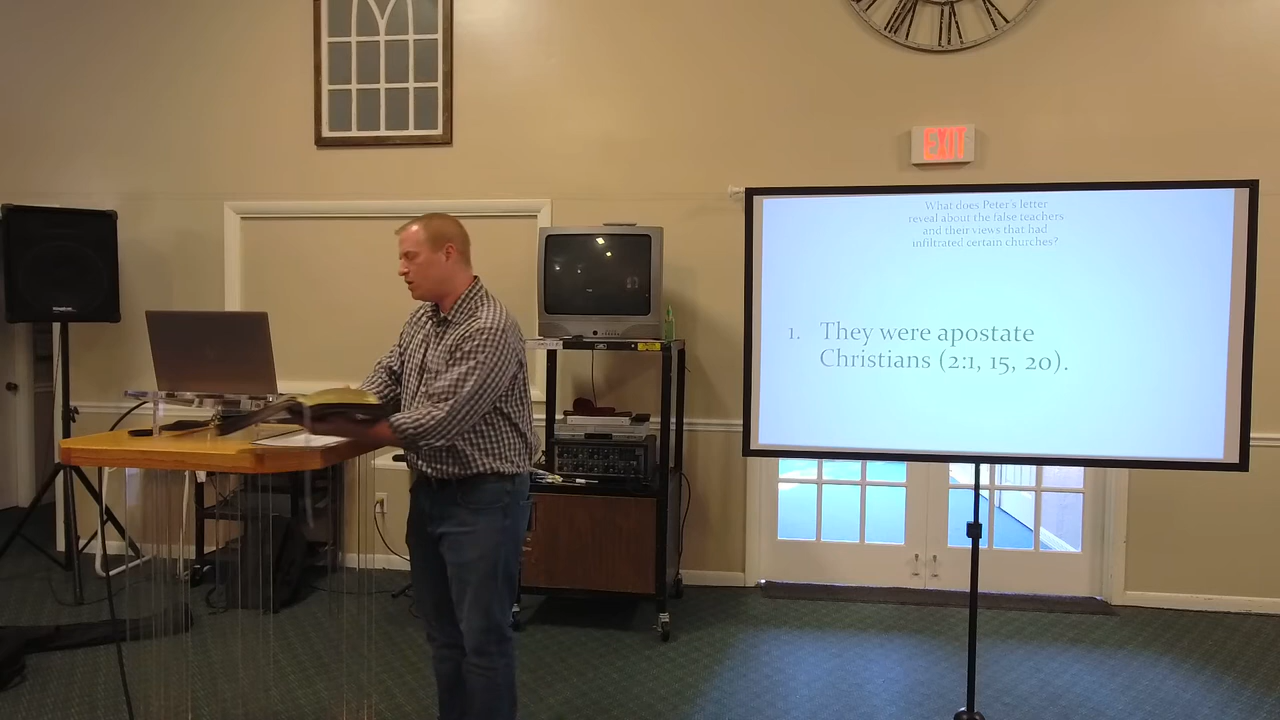 EXIT
What does Peter's letter
reveal about the false teachers
and their views that had
infiltrated certain churches?
1. They were apostate
Christians (2:1, 15, 20).